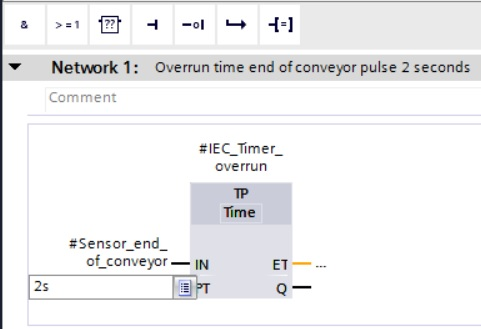 & >=1 ?? -o|
Network 1: Overrun time end of conveyor pulse 2 seconds
Comment
#IEC_Timer_
overrun
TP
Time
#Sensor_end_
of_conveyor IN ET ...
2s PT Q